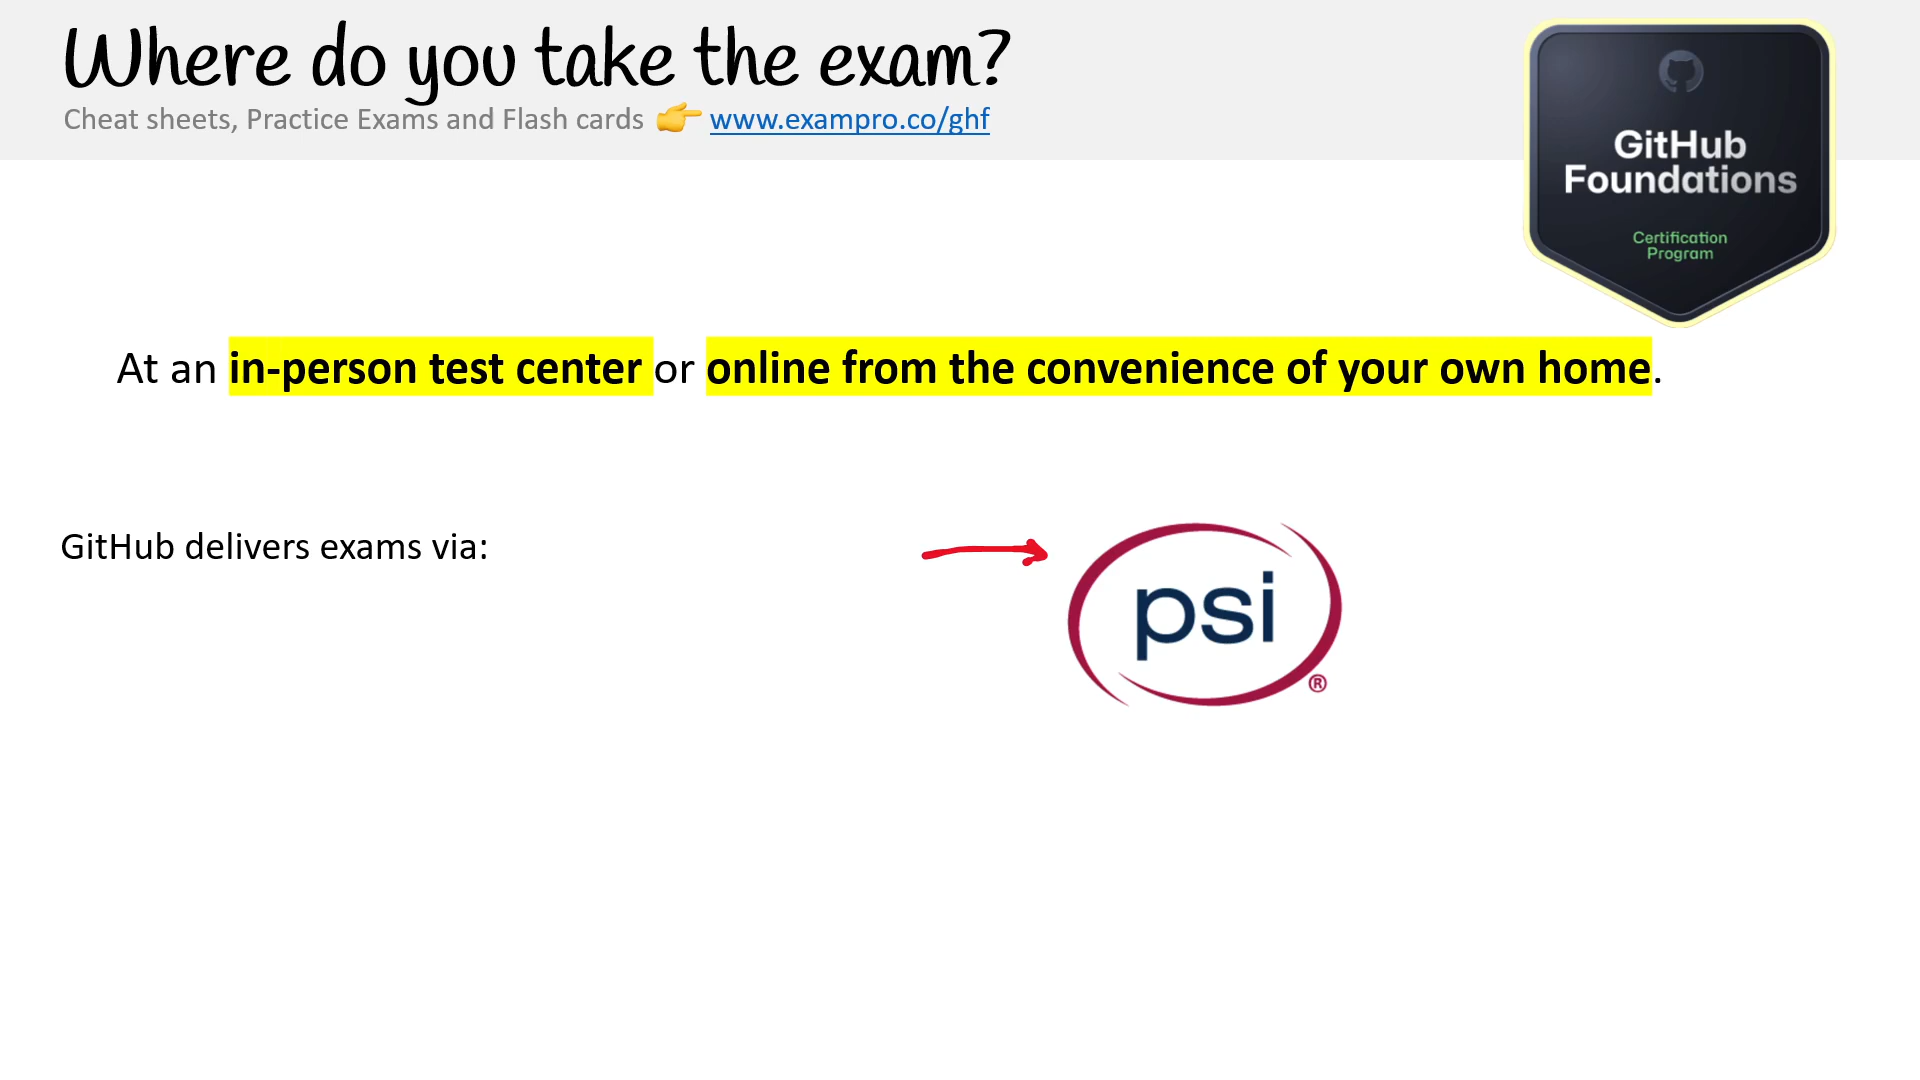 Where do you take the exam?
Cheat sheets, Practice Exams and Flash cards 👉 www.exampro.co/ghf
GitHub
Foundations
Certification
Program
At an in-person test center or online from the convenience of your own home.
GitHub delivers exams via:
psi
®